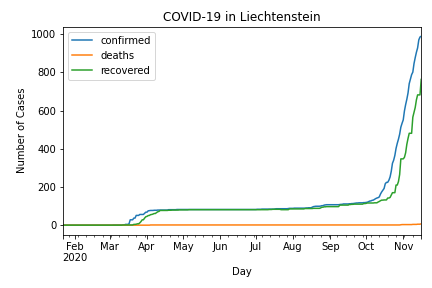 COVID-19 in Liechtenstein
1000
800
600
400
200
0
Number of Cases
confirmed
deaths
recovered
Feb Mar Apr May Jun Jul Aug Sep Oct Nov
2020
Day